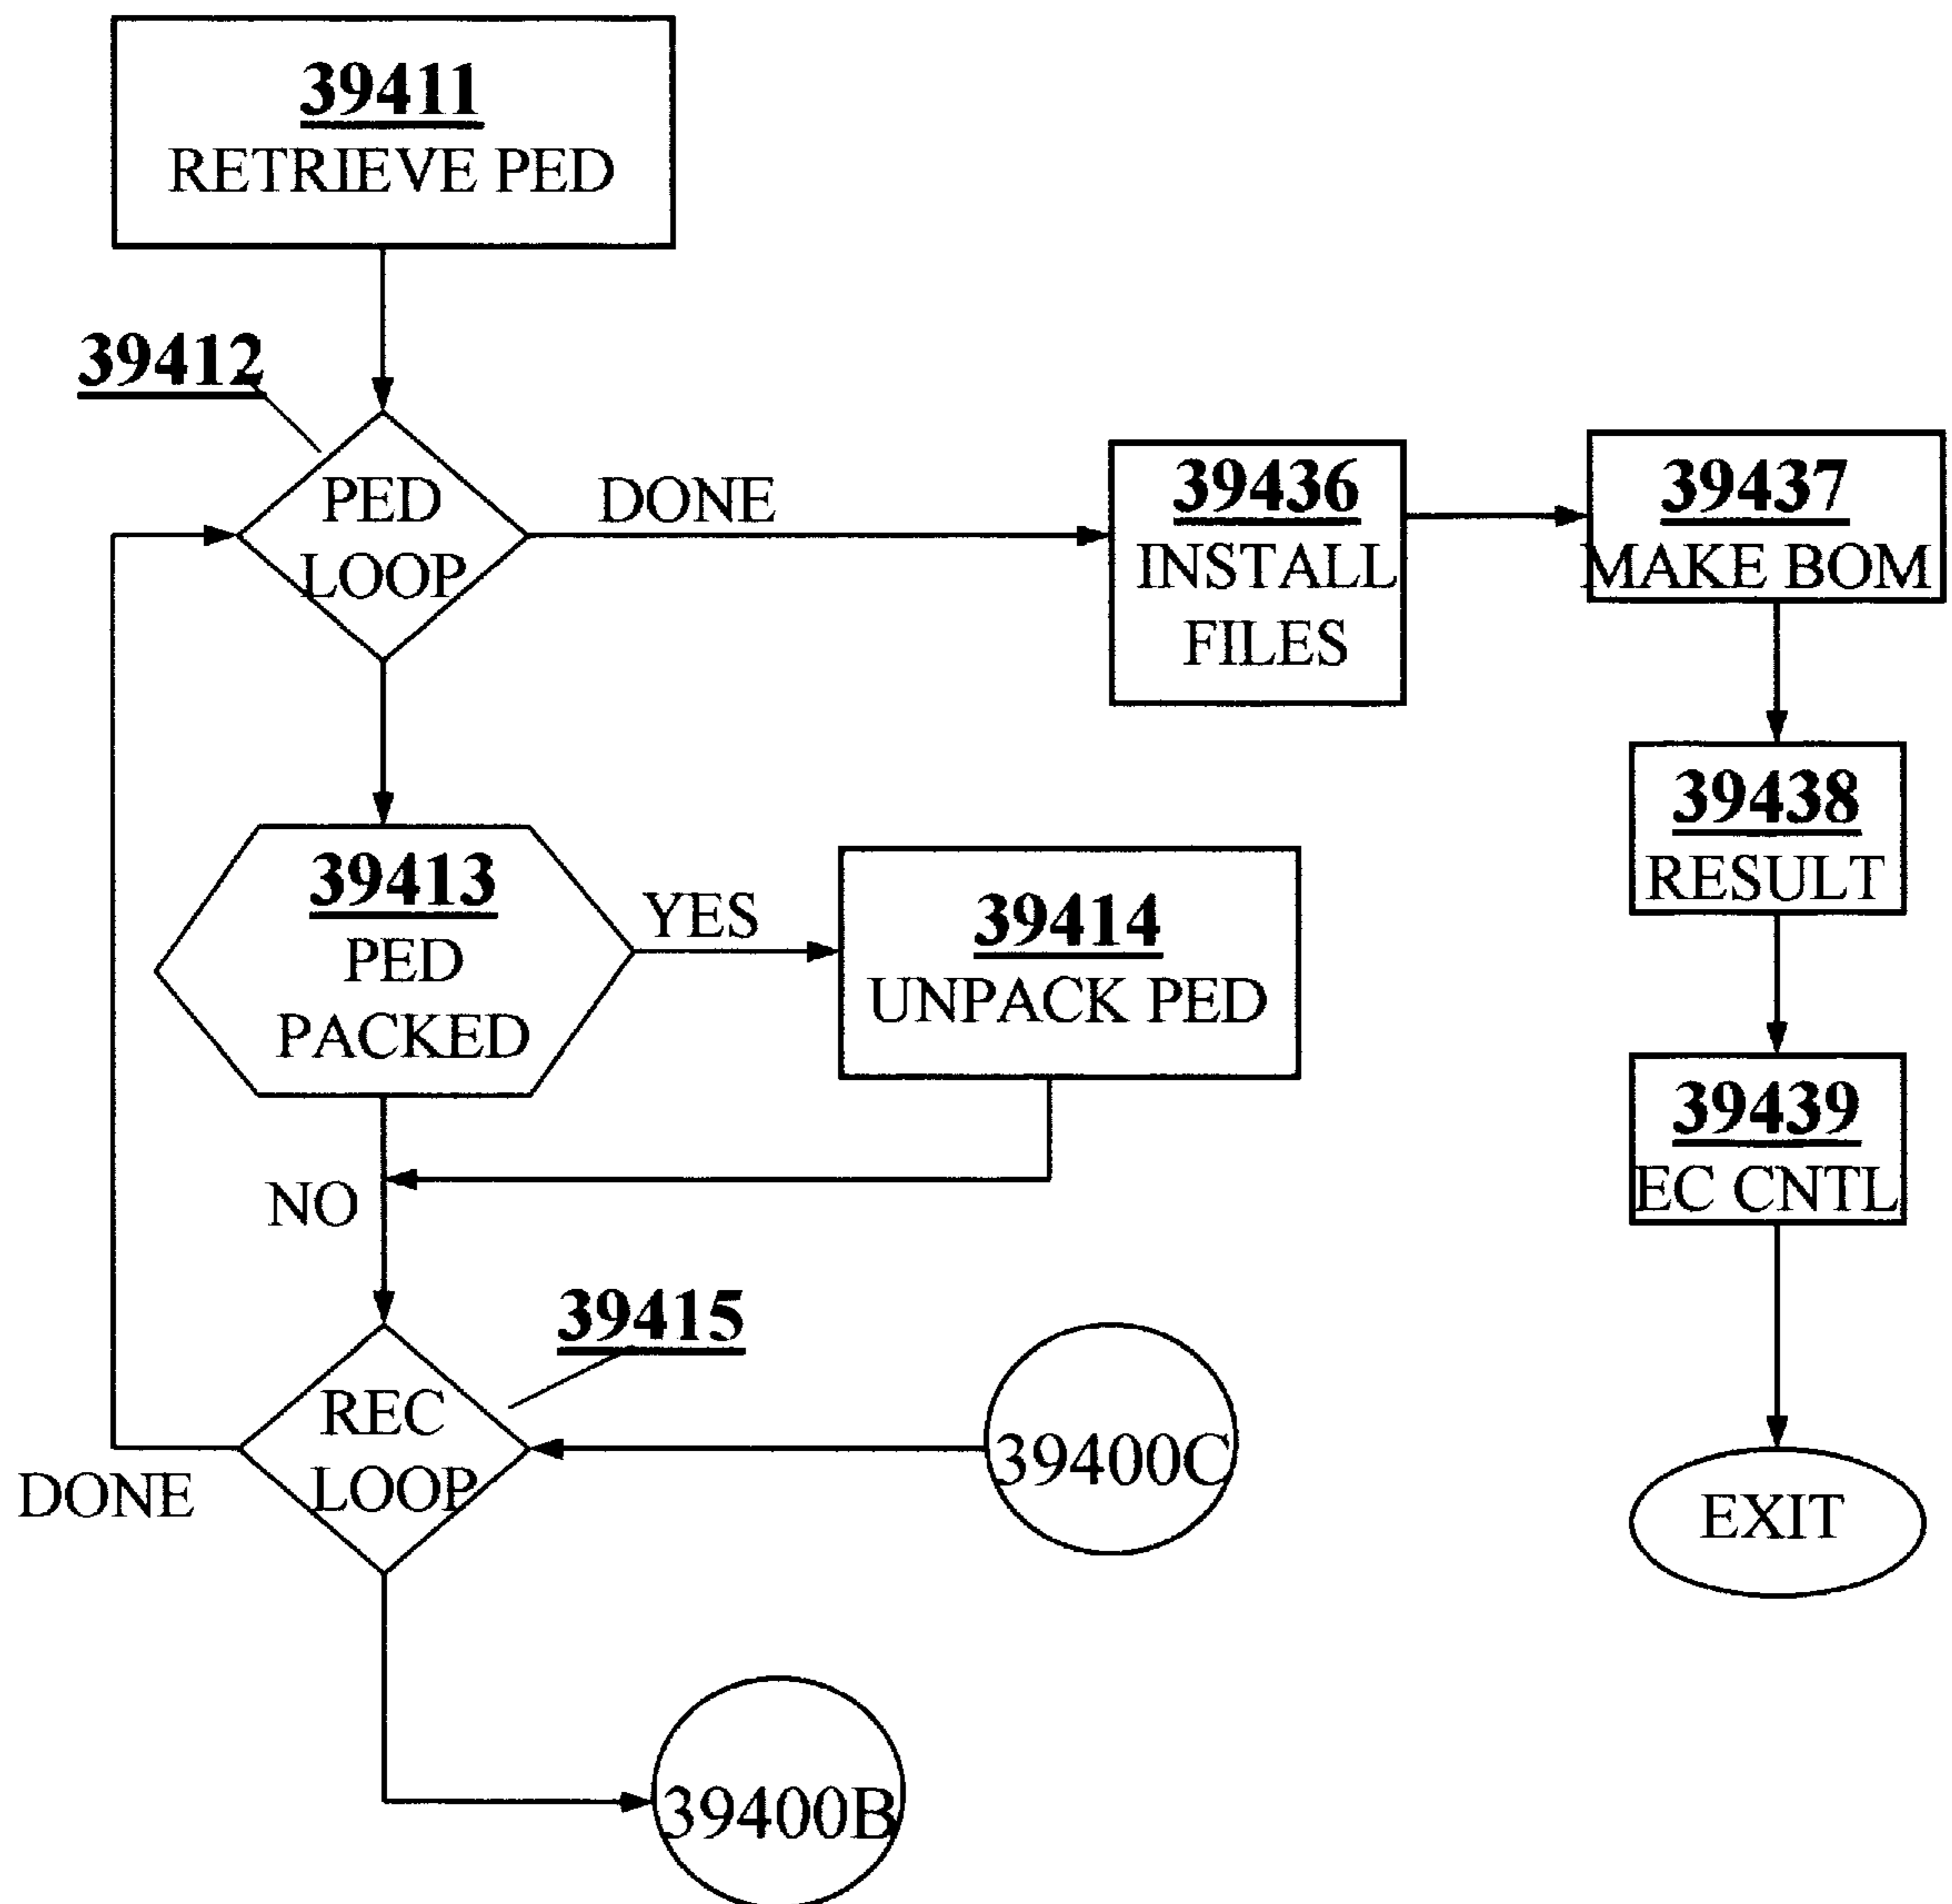 39411
RETRIEVE PED
39412
PED
LOOP
DONE
39436
INSTALL
FILES
39437
MAKE BOM
39438
RESULT
39413
PED
PACKED
YES
39414
UNPACK PED
39439
EC CNTL
NO
39415
REC
LOOP
DONE
39400C
EXIT
39400B